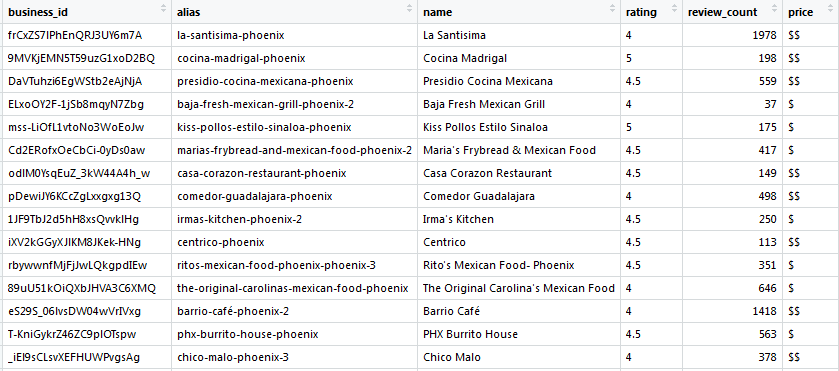 business_id alias name rating review_count price
frCxZS7IPhEnQRJ3UY6m7A la-santisima-phoenix La Santisima 4 1978 $$
9MVKjEMN5T59uzG1xoD2BQ cocina-madrigal-phoenix Cocina Madrigal 5 198 $$
DaVTuhzi6EgWStb2eAjNjA presidio-cocina-mexicana-phoenix Presidio Cocina Mexicana 4.5 559 $$
ELxoOY2F-1jSb8mqyN7Zbg baja-fresh-mexican-grill-phoenix-2 Baja Fresh Mexican Grill 4 37 $
mss-LiOfL1vtoNo3WoEoJw kiss-pollos-estilo-sinaloa-phoenix Kiss Pollos Estilo Sinaloa 5 175 $
Cd2ERofxOeCbCi-0yDs0aw marias-frybread-and-mexican-food-phoenix-2 Maria's Frybread & Mexican Food 4.5 417 $
odlM0YsqEuZ_3kW44A4h_w casa-corazon-restaurant-phoenix Casa Corazon Restaurant 4.5 149 $$
pDewiJY6KCcZgLxxgxg13Q comedor-guadalajara-phoenix Comedor Guadalajara 4 498 $$
1JF9TbJ2d5hH8xsQvvklHg irmas-kitchen-phoenix-2 Irma's Kitchen 4.5 250 $
iXV2kGGyXJlKM8JKek-HNg centrico-phoenix Centrico 4.5 113 $$
rbywwnfMjFjJwLQkgpdIEw ritos-mexican-food-phoenix-phoenix-3 Rito's Mexican Food- Phoenix 4.5 351 $
89uU51kOiQXbJHVA3C6XMQ the-original-carolinas-mexican-food-phoenix The Original Carolina's Mexican Food 4 646 $
eS29S_06lvsDW04wVrIVxg barrio-café-phoenix-2 Barrio Café 4 1418 $$
T-KniGykrZ46ZC9plOTspw phx-burrito-house-phoenix PHX Burrito House 4.5 563 $
_iEI9sCLsvXEFHUWPvgsAg chico-malo-phoenix-3 Chico Malo 4 378 $$